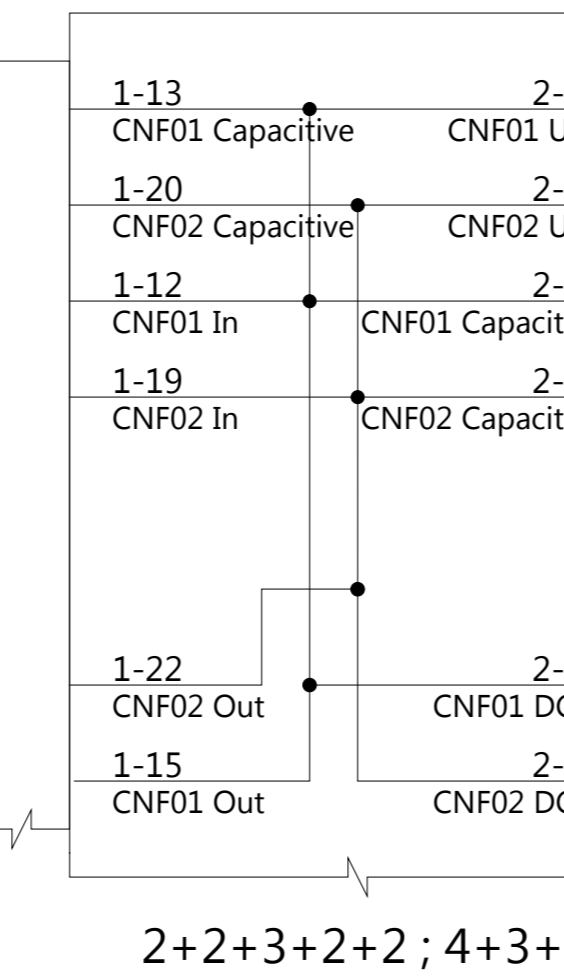 1-13 2-
CNF01 Capacitive CNF01 U
1-20 2-
CNF02 Capacitive CNF02 U
1-12 2-
CNF01 In CNF01 Capacit
1-19 2-
CNF02 In CNF02 Capacit
1-22 2-
CNF02 Out CNF01 DC
1-15 2-
CNF01 Out CNF02 DC
2+2+3+2+2 ; 4+3+